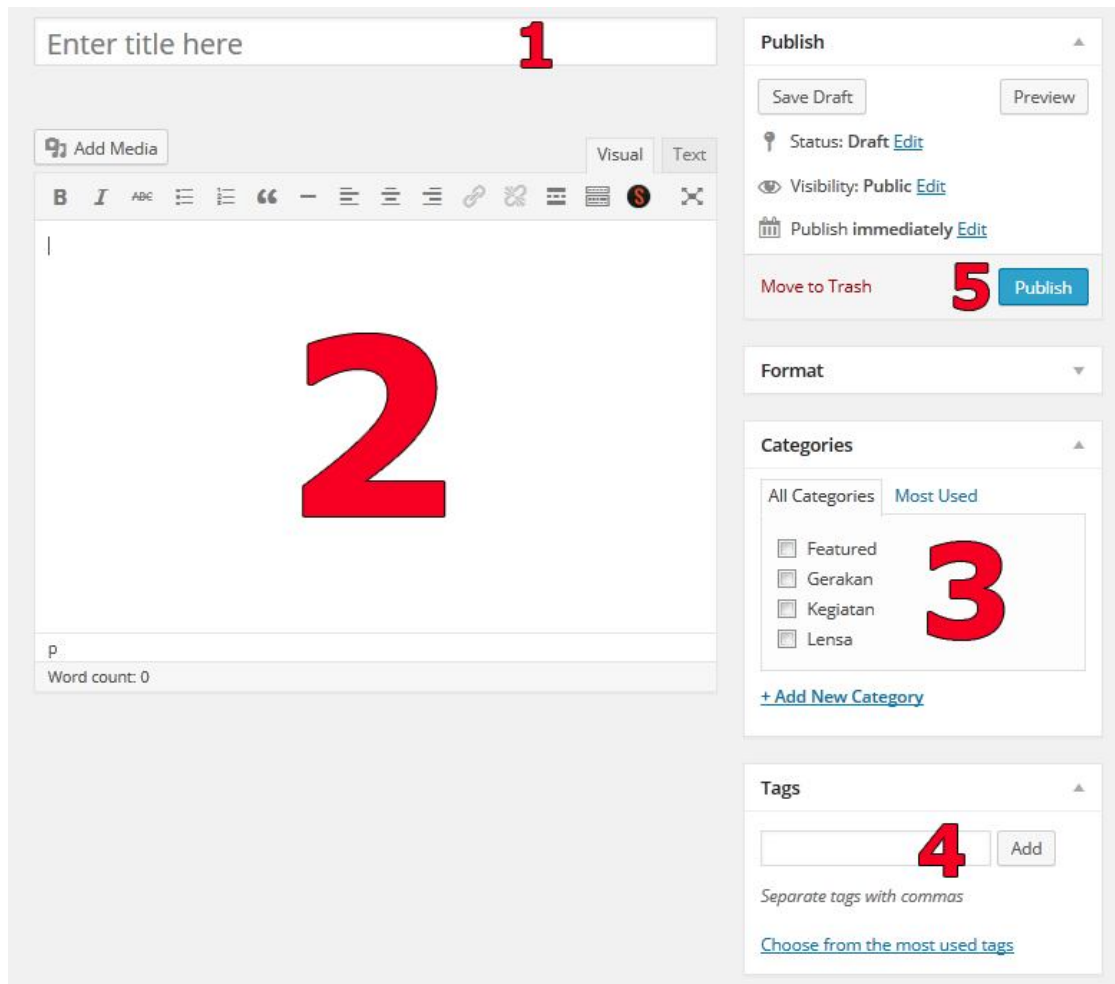 Enter title here
1
Add Media
Visual
Text
B I ABC
2
p
Word count: 0
Publish
Save Draft
Preview
Status: Draft Edit
Visibility: Public Edit
Publish immediately Edit
Move to Trash
5
Publish
Format
Categories
All Categories
Most Used
Featured
Gerakan
Kegiatan
Lensa
3
+ Add New Category
Tags
4
Add
Separate tags with commas
Choose from the most used tags